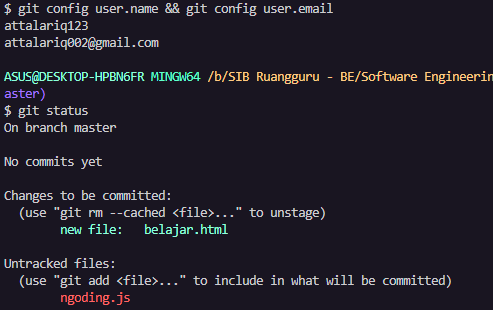 $ git config user.name && git config user.email
attalariq123
attalariq002@gmail.com
ASUS@DESKTOP-HPBN6FR MINGW64 /b/SIB Ruangguru - BE/Software Engineerin
aster)
$ git status
On branch master
No commits yet
Changes to be committed:
(use "git rm --cached <file>..." to unstage)
new file: belajar.html
Untracked files:
(use "git add <file>..." to include in what will be committed)
ngoding.js